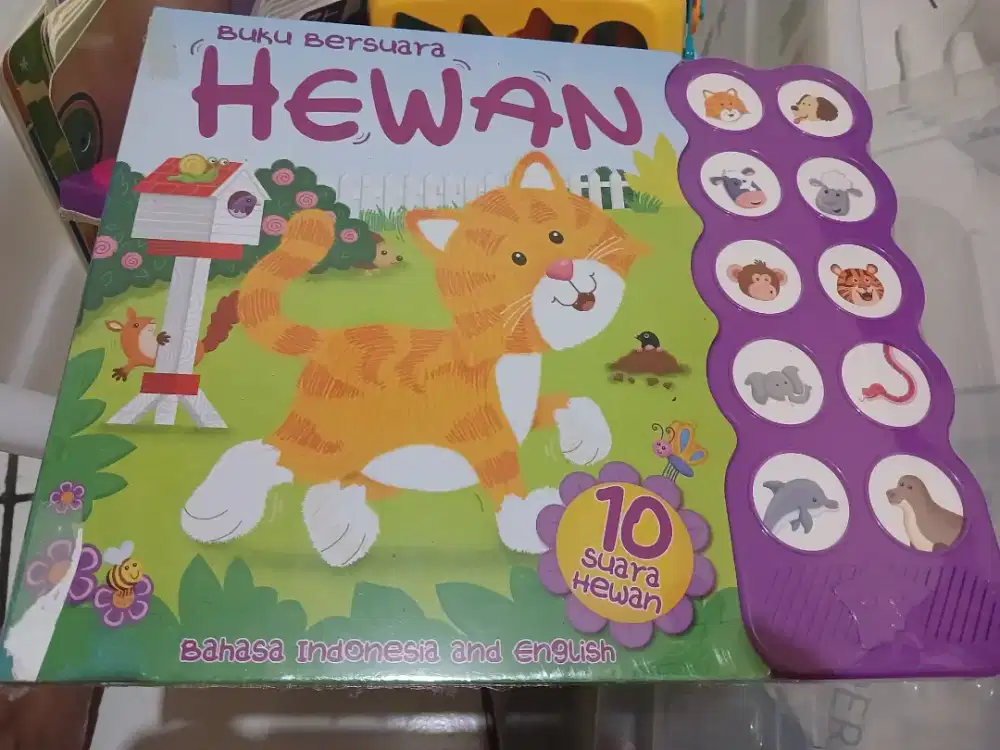 Buku Bersuara
HEWAN
10
suara
Hewan
Bahasa Indonesia and English